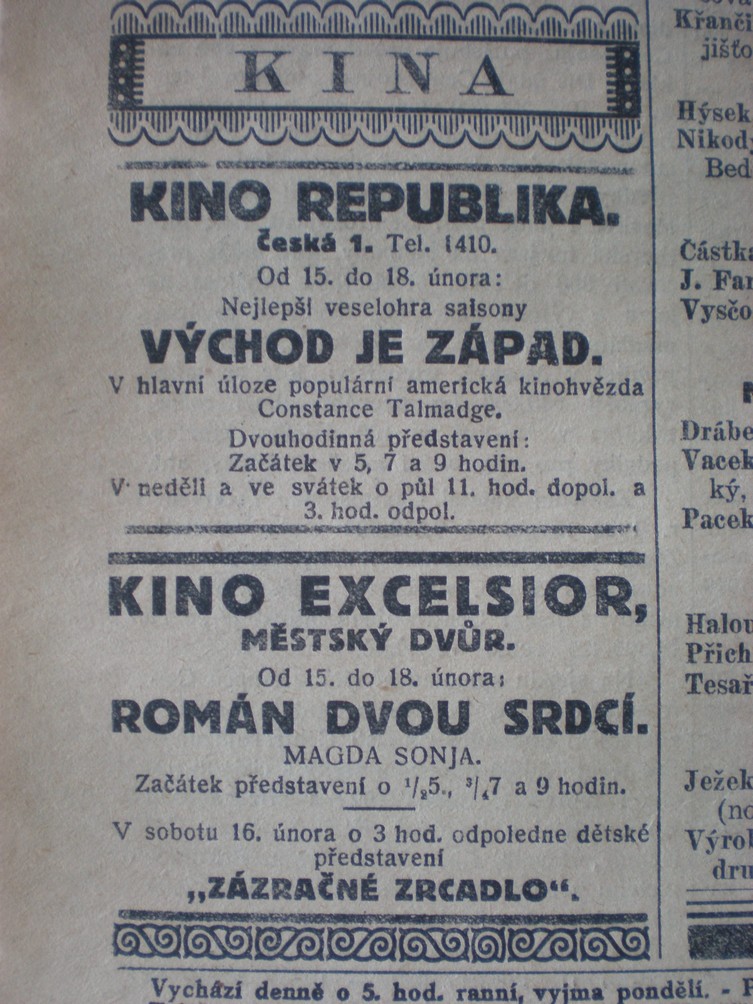 KINA
KINO REPUBLIKA.
Česká 1. Tel. 1410.
Od 15. do 18. února:
Nejlepší veselohra saisony
VÝCHOD JE ZÁPAD.
V hlavní úloze populární americká kinohvězda
Constance Talmadge.
Dvouhodinná představení:
Začátek v 5, 7 a 9 hodin.
V neděli a ve svátek o půl 11. hod. dopol. a
3. hod. odpol.
KINO EXCELSIOR,
MĚSTSKÝ DVŮR.
Od 15. do 18. února:
ROMÁN DVOU SRDCÍ.
MAGDA SONJA.
Začátek představení o 1/25., 3/47 a 9 hodin.
V sobotu 16. února o 3 hod. odpoledne dětské
představení
„ZÁZRAČNÉ ZRCADLO“.
Vychází denně o 5. hod. ranní, vyjma pondělí. -
Křanči
jišťo
Hýsek
Nikody
Bed
Částka
J. Fan
Vysčo
Drábe
Vacek
ký,
Pacek
Halou
Přich
Tesař
Ježek
(no
Výrob
dru